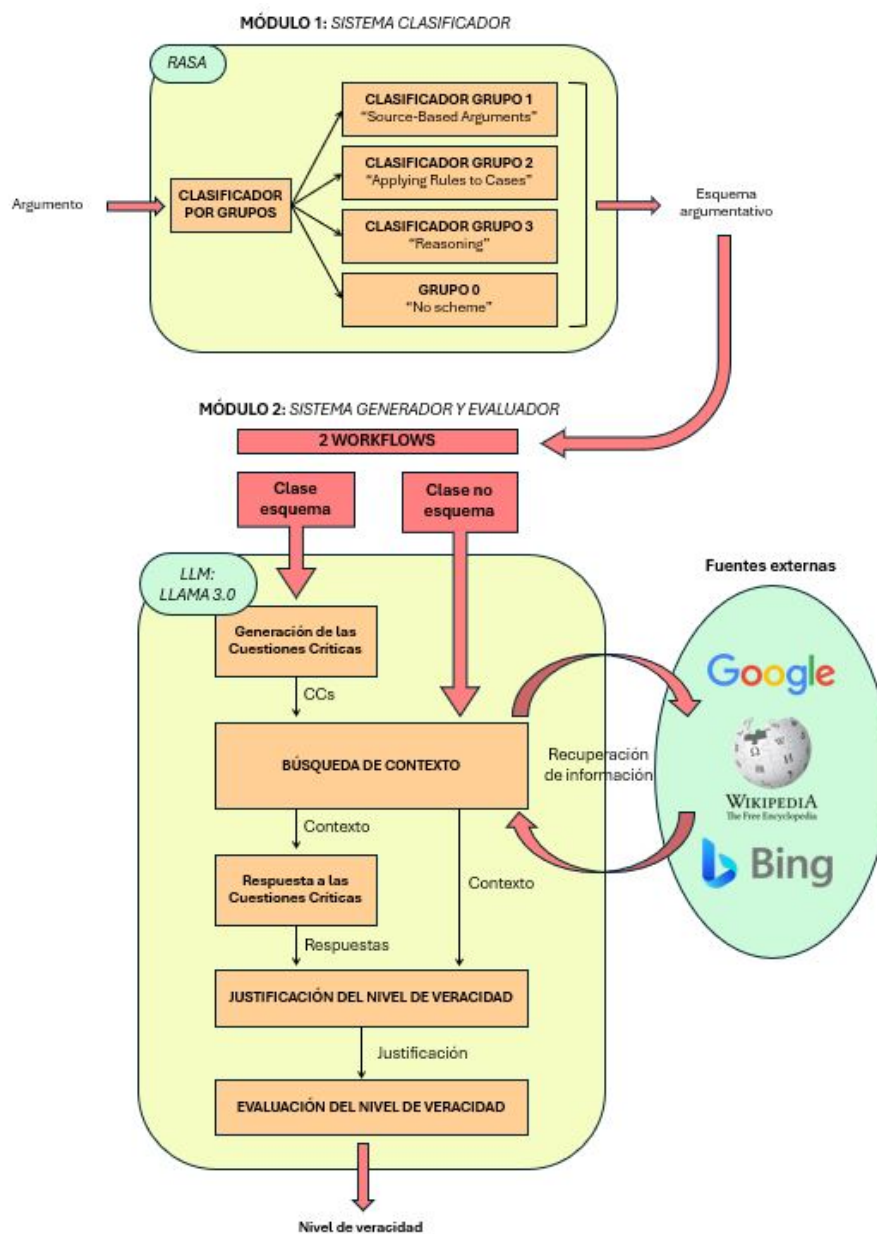 MÓDULO 1: SISTEMA CLASIFICADOR
RASA
CLASIFICADOR GRUPO 1
“Source-Based Arguments”
CLASIFICADOR GRUPO 2
“Applying Rules to Cases”
Argumento
CLASIFICADOR
POR GRUPOS
Esquema
argumentativo
CLASIFICADOR GRUPO 3
“Reasoning”
GRUPO 0
“No scheme”
MÓDULO 2: SISTEMA GENERADOR Y EVALUADOR
2 WORKFLOWS
Clase
esquema
Clase no
esquema
LLM:
LLAMA 3.0
Fuentes externas
Generación de las
Cuestiones Críticas
CCs
Google
BÚSQUEDA DE CONTEXTO
Recuperación
de información
WIKIPEDIA
The Free Encyclopedia
Contexto
Bing
Respuesta a las
Cuestiones Críticas
Contexto
Respuestas
JUSTIFICACIÓN DEL NIVEL DE VERACIDAD
Justificación
EVALUACIÓN DEL NIVEL DE VERACIDAD
Nivel de veracidad